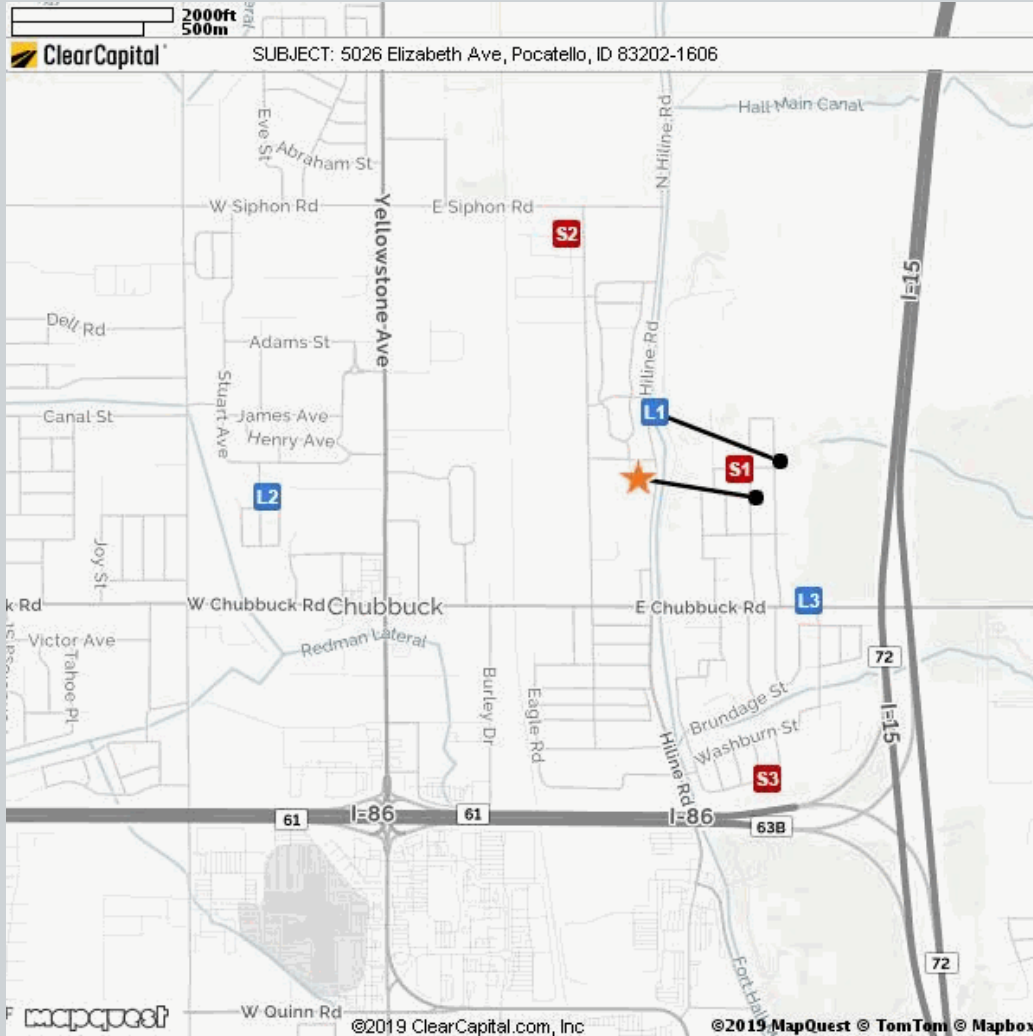 2000ft
500m
ClearCapital
SUBJECT: 5026 Elizabeth Ave, Pocatello, ID 83202-1606
Hall Main Canal
N Hiline Rd
Eve St
Abraham St
W Siphon Rd
E Siphon Rd
Yellowstone Ave
S2
I-15
Dell Rd
Adams St
Hiline Rd
Stuart Ave
Canal St
James Ave
Henry Ave
L1
S1
L2
Joy St
k Rd
W Chubbuck Rd
Chubbuck
E Chubbuck Rd
L3
Victor Ave
Redman Lateral
Tahoe Pl
72
Burley Dr
Eagle Rd
Brundage St
Washburn St
I-15
Hiline Rd
S3
61
I-86
61
I-86
63B
72
Fort Hall
W Quinn Rd
mapquest
©2019 ClearCapital.com, Inc
©2019 MapQuest © TomTom © Mapbo